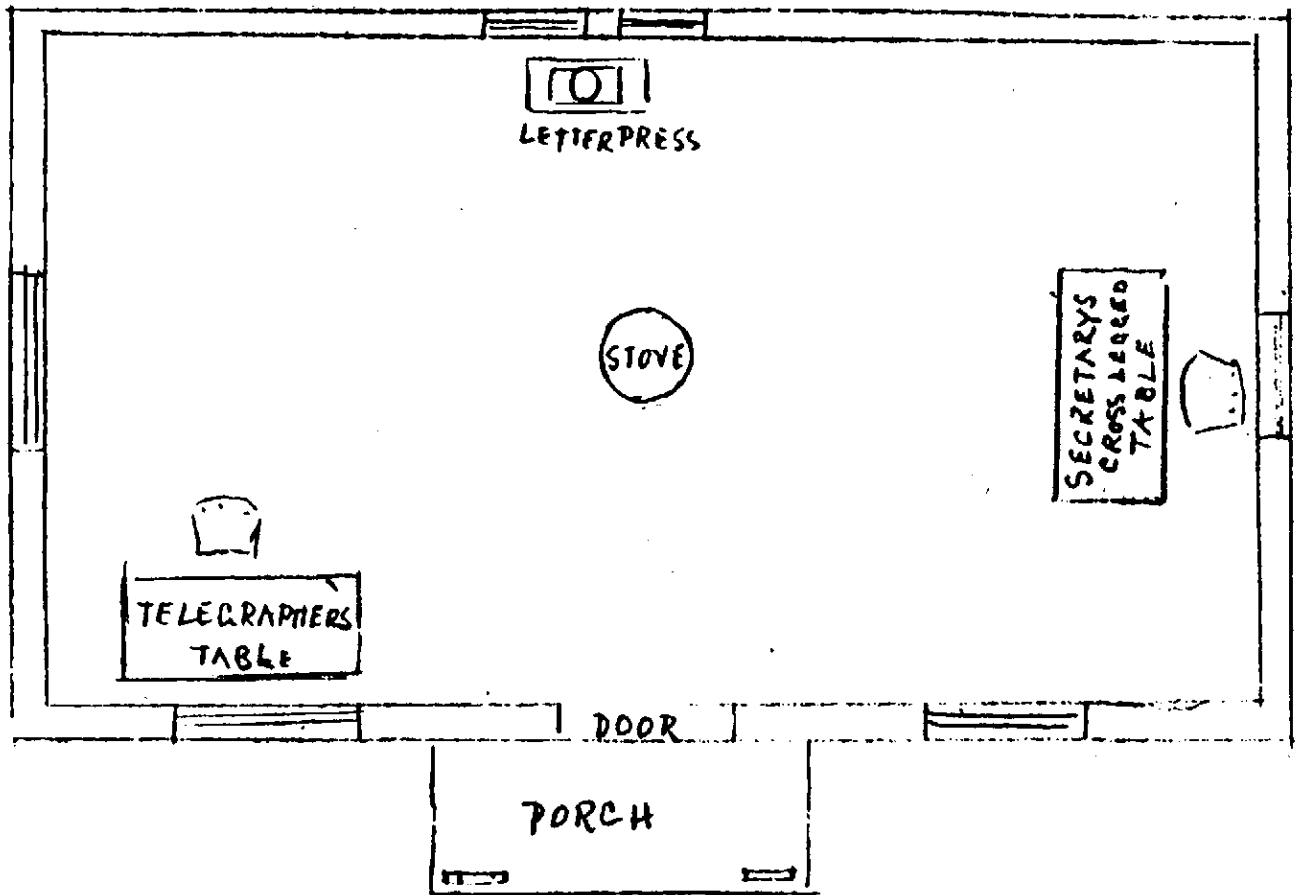 LETTERPRESS
STOVE
SECRETARYS
CROSS LEGGED
TABLE
TELEGRAPHERS
TABLE
DOOR
PORCH